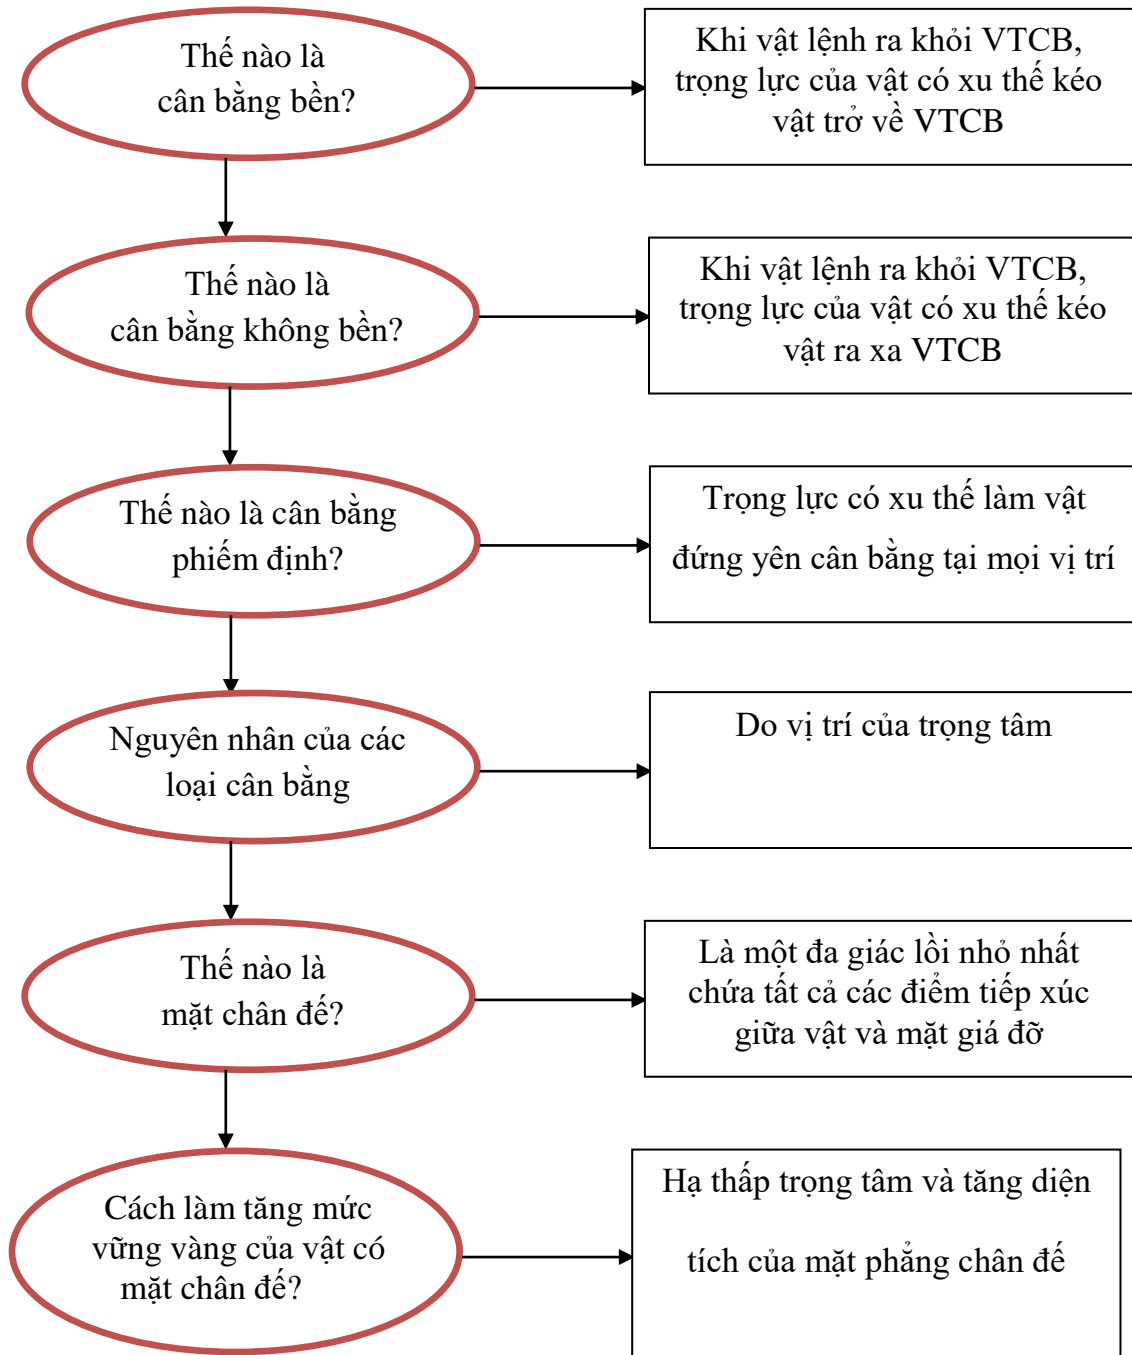 Thế nào là
cân bằng bền?
Khi vật lệnh ra khỏi VTCB,
trọng lực của vật có xu thế kéo
vật trở về VTCB
Thế nào là
cân bằng không bền?
Khi vật lệnh ra khỏi VTCB,
trọng lực của vật có xu thế kéo
vật ra xa VTCB
Thế nào là cân bằng
phiếm định?
Trọng lực có xu thế làm vật
đứng yên cân bằng tại mọi vị trí
Nguyên nhân của các
loại cân bằng
Do vị trí của trọng tâm
Thế nào là
mặt chân đế?
Là một đa giác lồi nhỏ nhất
chứa tất cả các điểm tiếp xúc
giữa vật và mặt giá đỡ
Cách làm tăng mức
vững vàng của vật có
mặt chân đế?
Hạ thấp trọng tâm và tăng diện
tích của mặt phẳng chân đế